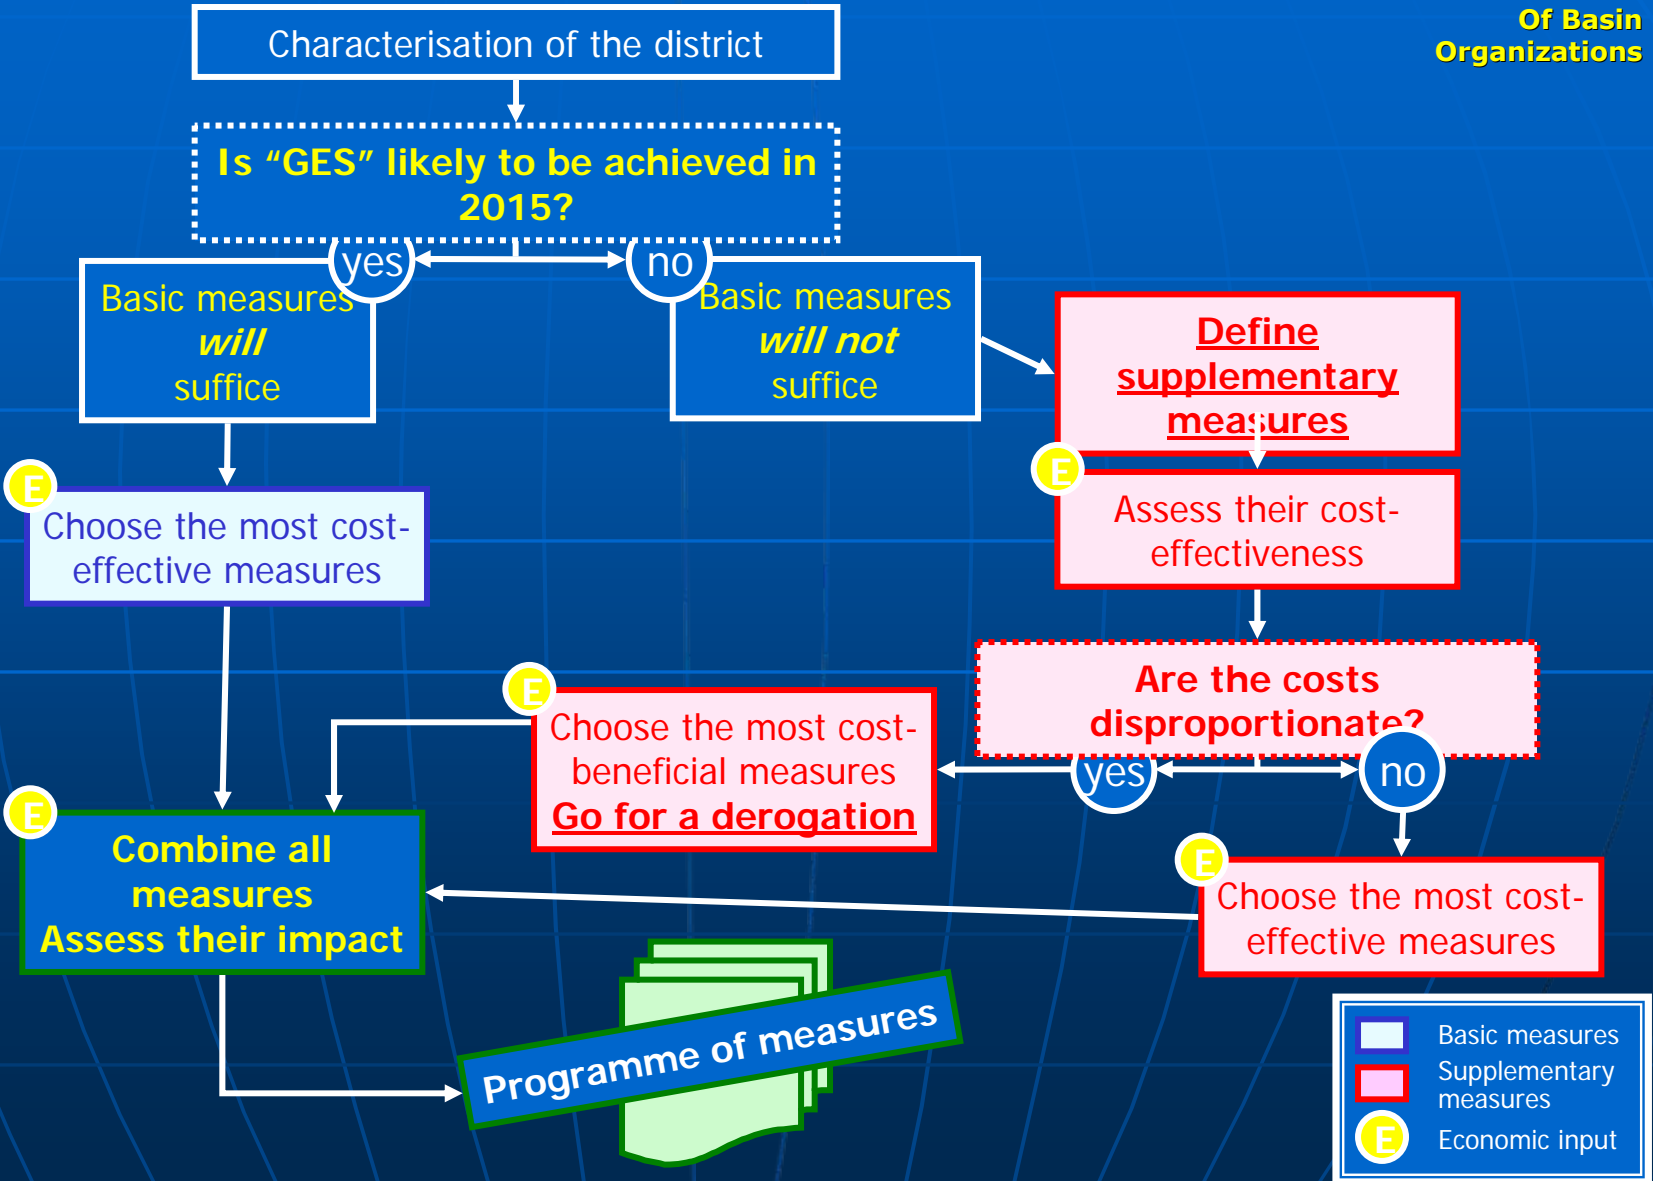 Of Basin
Organizations
Characterisation of the district
Is “GES” likely to be achieved in
2015?
yes
no
Basic measures
will
suffice
Basic measures
will not
suffice
Define
supplementary
measures
E
Assess their cost-
effectiveness
E
Choose the most cost-
effective measures
Are the costs
disproportionate?
yes
no
E
Choose the most cost-
beneficial measures
Go for a derogation
E
Combine all
measures
Assess their impact
E
Choose the most cost-
effective measures
Programme of measures
Basic measures
Supplementary
measures
E
Economic input